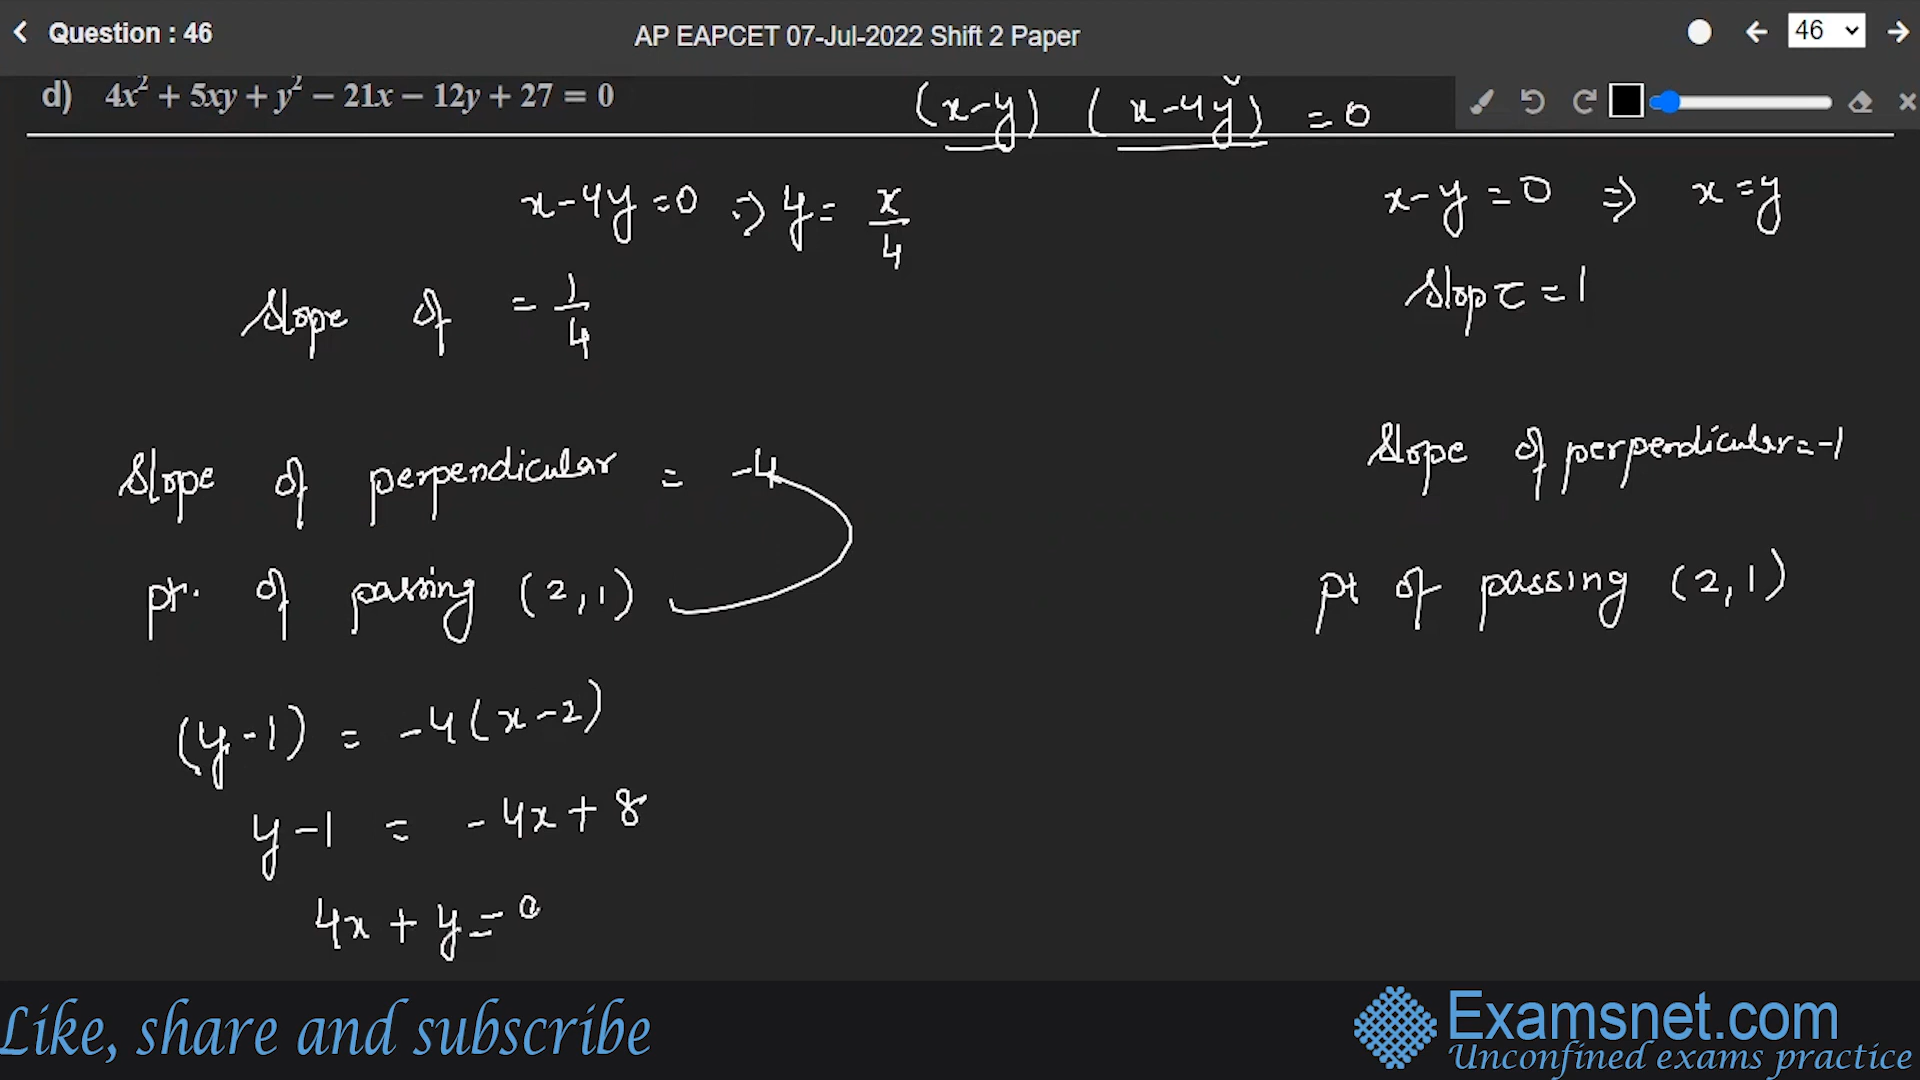 Question : 46
AP EAPCET 07-Jul-2022 Shift 2 Paper
46
d) 4x² + 5xy + y² − 21x − 12y + 27 = 0
(x-y) (x-4y) = 0
x-4y=0 ⇒ y= x/4
x-y=0 ⇒ x=y
Slope of = 1/4
Slope = 1
Slope of perpendicular = -4
Slope of perpendicular = -1
pt. of passing (2,1)
pt of passing (2,1)
(y-1) = -4(x-2)
y-1 = -4x+8
4x+y=
Like, share and subscribe
Examsnet.com
Unconfined exams practice